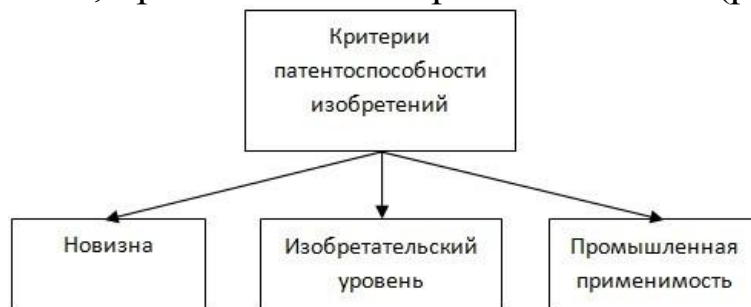 Критерии
патентоспособности
изобретений
Новизна
Изобретательский
уровень
Промышленная
применимость